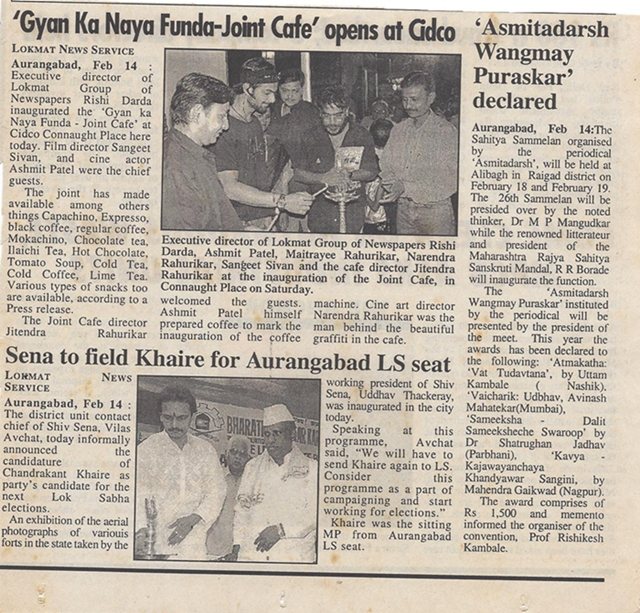 'Gyan Ka Naya Funda-Joint Cafe' opens at Cidco
LOKMAT NEWS SERVICE
Aurangabad, Feb 14 :
Executive director of
Lokmat Group of
Newspapers Rishi Darda
inaugurated the 'Gyan ka
Naya Funda - Joint Cafe' at
Cidco Connaught Place here
today. Film director Sangeet
Sivan, and cine actor
Ashmit Patel were the chief
guests.
The joint has made
available among others
things Capachino, Expresso,
black coffee, regular coffee,
Mokachino, Chocolate tea,
Ilaichi Tea, Hot Chocolate,
Tomato Soup, Cold Tea,
Cold Coffee, Lime Tea.
Various types of snacks too
are available, according to a
Press release.
The Joint Cafe director
Jitendra Rahurikar
Executive director of Lokmat Group of Newspapers Rishi
Darda, Ashmit Patel, Maitrayee Rahurikar, Narendra
Rahurikar, Sangeet Sivan and the cafe director Jitendra
Rahurikar at the inauguration of the Joint Cafe, in
Connaught Place on Saturday.
welcomed the guests.
Ashmit Patel himself
prepared coffee to mark the
inauguration of the coffee
machine. Cine art director
Narendra Rahurikar was the
man behind the beautiful
graffiti in the cafe.
'Asmitadarsh
Wangmay
Puraskar'
declared
Aurangabad, Feb 14:The
Sahitya Sammelan organised
by the periodical
'Asmitadarsh', will be held at
Alibagh in Raigad district on
February 18 and February 19.
The 26th Sammelan will be
presided over by the noted
thinker, Dr M P Mangudkar
while the renowned litterateur
and president of the
Maharashtra Rajya Sahitya
Sanskruti Mandal, R R Borade
will inaugurate the function.
The 'Asmitadarsh
Wangmay Puraskar' instituted
by the periodical will be
presented by the president of
the meet. This year the
awards has been declared to
the following: 'Atmakatha:
'Vat Tudavtana', by Uttam
Kambale ( Nashik).
'Vaicharik: Udbhav, Avinash
Mahatekar(Mumbai),
'Sameeksha - Dalit
Sameeksheche Swaroop' by
Dr Shatrughan Jadhav
(Parbhani), 'Kavya -
Kajawayanchaya
Khandyawar Sangini, by
Mahendra Gaikwad (Nagpur).
The award comprises of
Rs 1,500 and memento
informed the organiser of the
convention, Prof Rishikesh
Kambale.
Sena to field Khaire for Aurangabad LS seat
LOKMAT NEWS
SERVICE
Aurangabad, Feb 14 :
The district unit contact
chief of Shiv Sena, Vilas
Avchat, today informally
announced the
candidature of
Chandrakant Khaire as
party's candidate for the
next Lok Sabha
elections.
An exhibition of the aerial
photographs of variouis
forts in the state taken by the
BHARATI
working president of Shiv
Sena, Uddhav Thackeray,
was inaugurated in the city
today.
Speaking at this
programme, Avchat
said, "We will have to
send Khaire again to LS.
Consider this
programme as a part of
campaigning and start
working for elections."
Khaire was the sitting
MP from Aurangabad
LS seat.